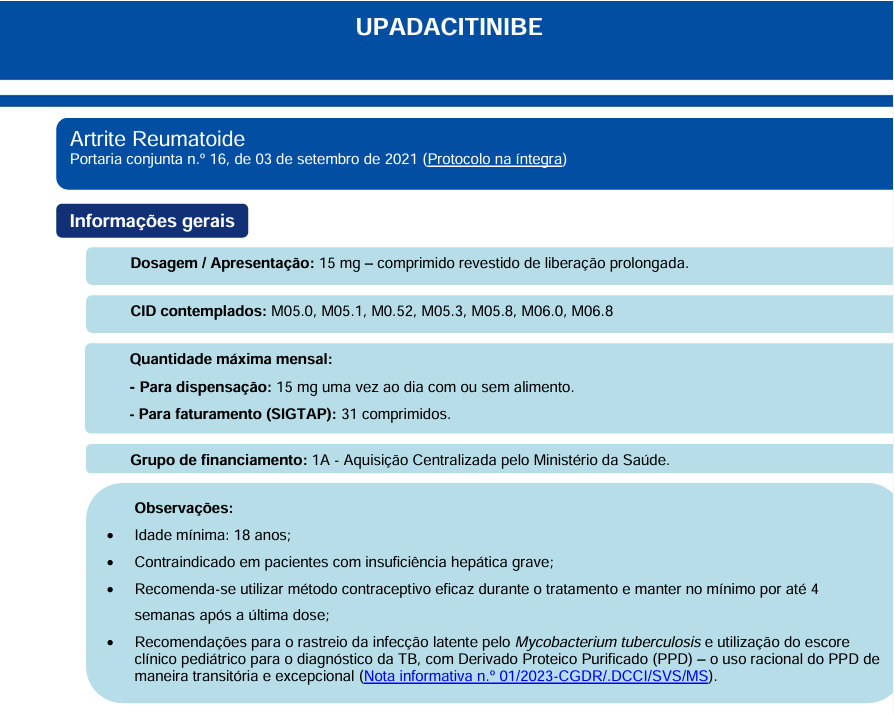 UPADACITINIBE
Artrite Reumatoide
Portaria conjunta n.º 16, de 03 de setembro de 2021 (Protocolo na íntegra)
Informações gerais
Dosagem / Apresentação: 15 mg – comprimido revestido de liberação prolongada.
CID contemplados: M05.0, M05.1, M0.52, M05.3, M05.8, M06.0, M06.8
Quantidade máxima mensal:
- Para dispensação: 15 mg uma vez ao dia com ou sem alimento.
- Para faturamento (SIGTAP): 31 comprimidos.
Grupo de financiamento: 1A - Aquisição Centralizada pelo Ministério da Saúde.
Observações:
• Idade mínima: 18 anos;
• Contraindicado em pacientes com insuficiência hepática grave;
• Recomenda-se utilizar método contraceptivo eficaz durante o tratamento e manter no mínimo por até 4
semanas após a última dose;
• Recomendações para o rastreio da infecção latente pelo Mycobacterium tuberculosis e utilização do escore
clínico pediátrico para o diagnóstico da TB, com Derivado Proteico Purificado (PPD) – o uso racional do PPD de
maneira transitória e excepcional (Nota informativa n.º 01/2023-CGDR/.DCCI/SVS/MS).